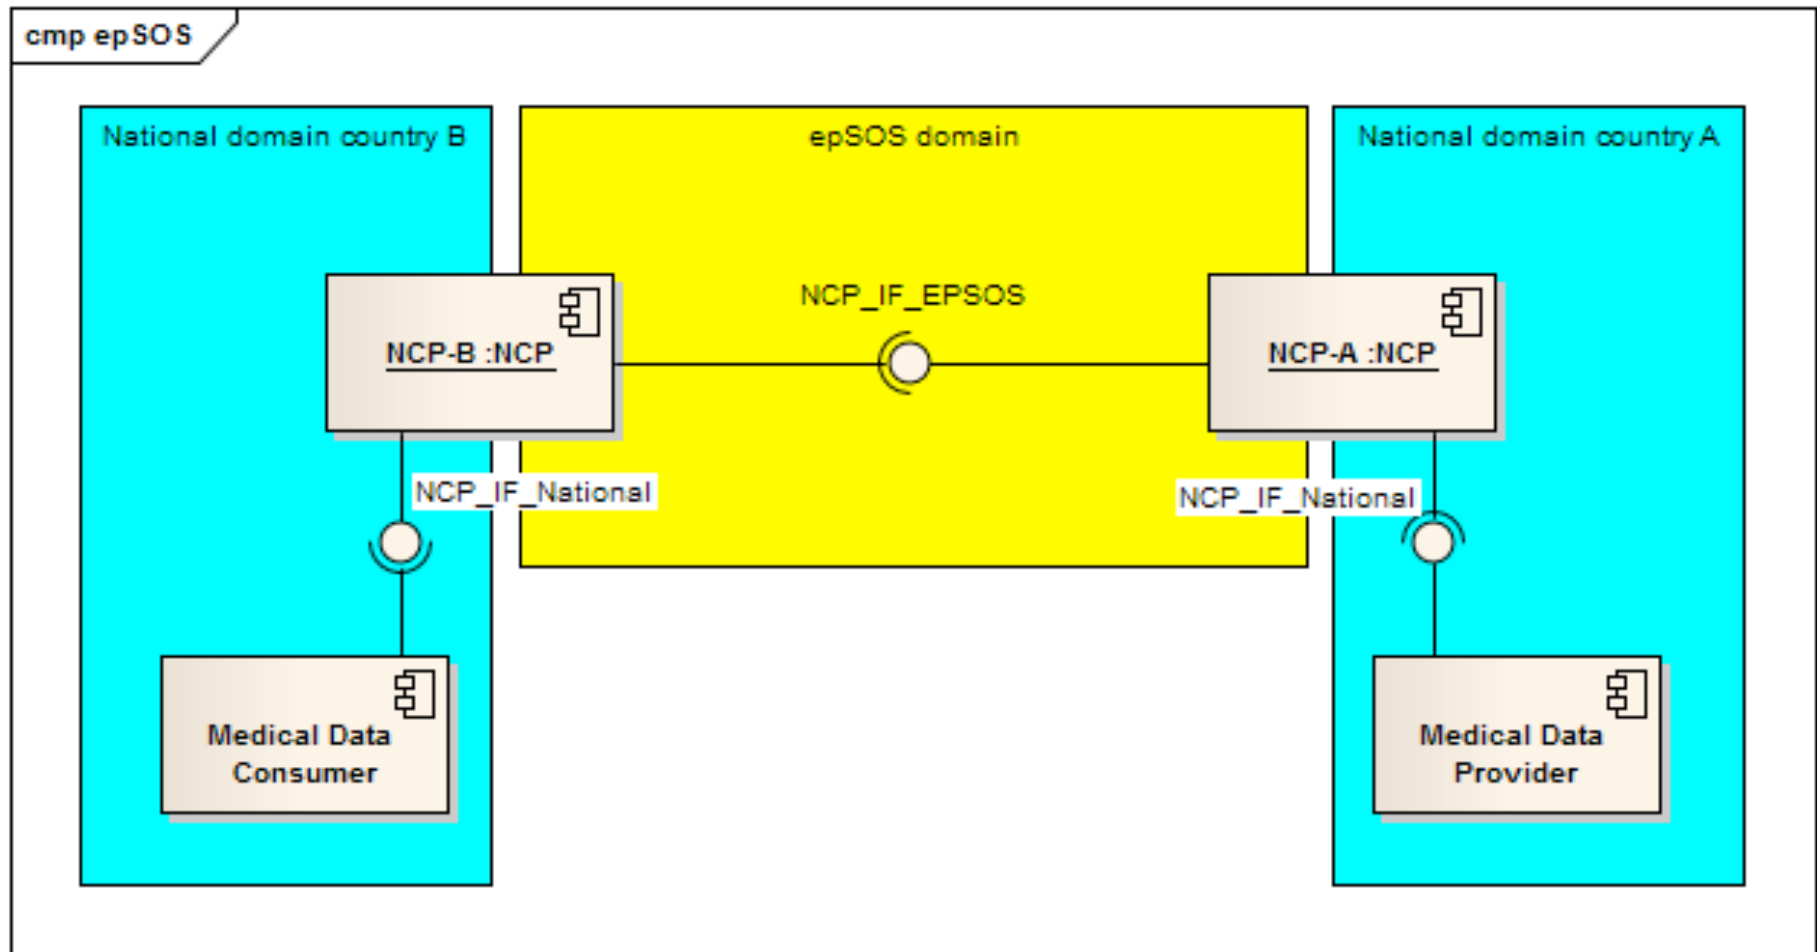 cmp epSOS
National domain country B
epSOS domain
National domain country A
NCP_IF_EPSOS
NCP-B :NCP
NCP-A :NCP
NCP_IF_National
NCP_IF_National
Medical Data
Consumer
Medical Data
Provider